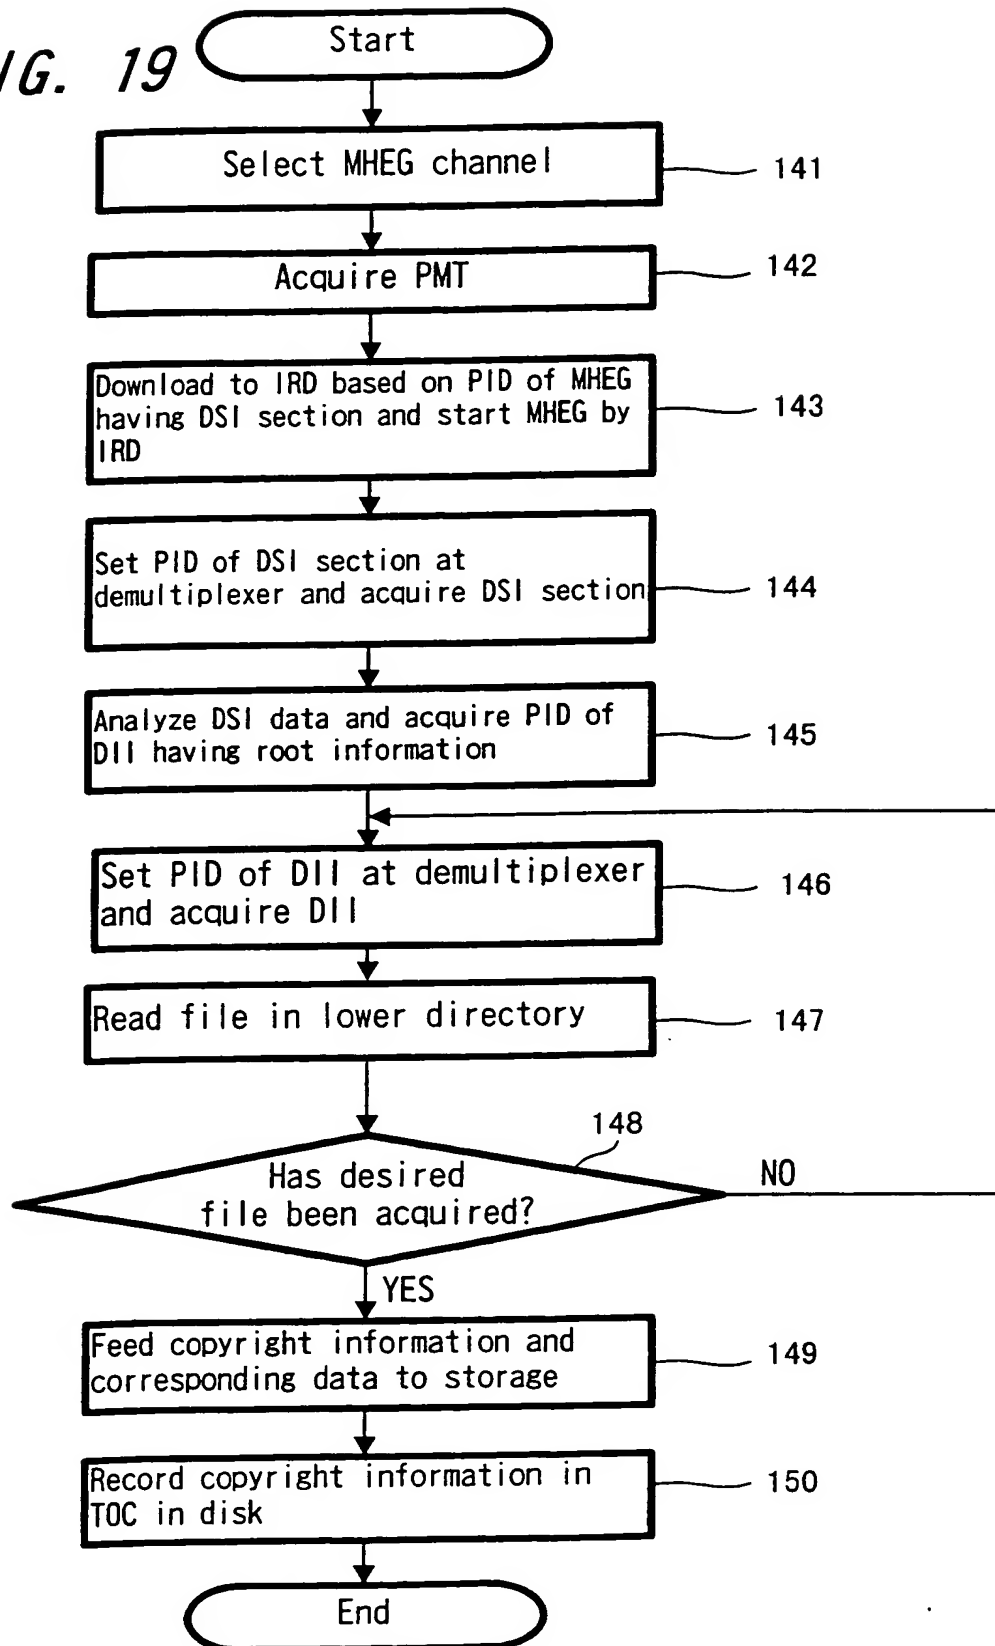 IG. 19
Start
Select MHEG channel
141
Acquire PMT
142
Download to IRD based on PID of MHEG
having DSI section and start MHEG by
IRD
143
Set PID of DSI section at
demultiplexer and acquire DSI section
144
Analyze DSI data and acquire PID of
DII having root information
145
Set PID of DII at demultiplexer
and acquire DII
146
Read file in lower directory
147
148
Has desired
file been acquired?
NO
YES
Feed copyright information and
corresponding data to storage
149
Record copyright information in
TOC in disk
150
End